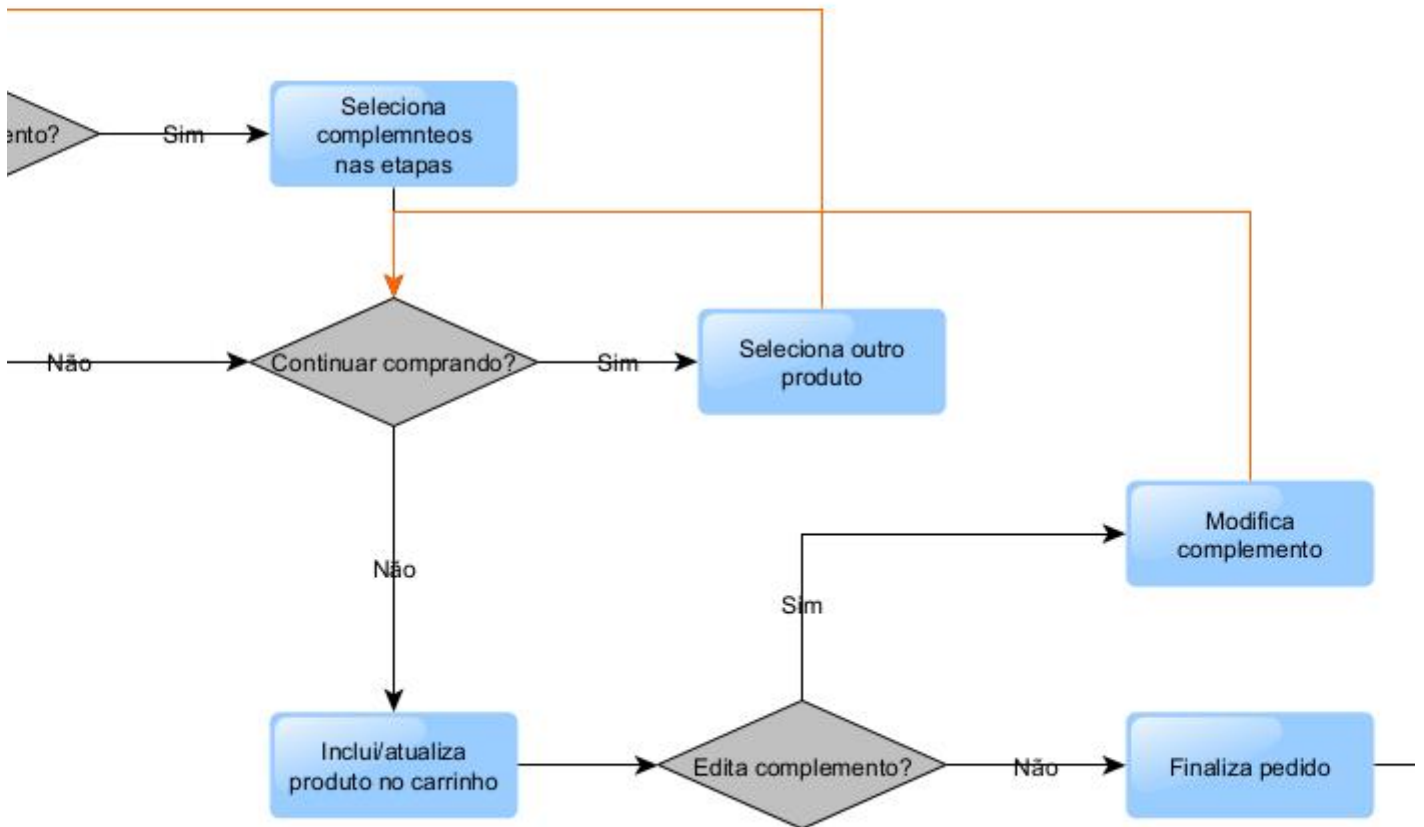 ento?
Sim
Seleciona
complemnteos
nas etapas
Não
Continuar comprando?
Sim
Seleciona outro
produto
Modifica
complemento
Não
Sim
Inclui/atualiza
produto no carrinho
Edita complemento?
Não
Finaliza pedido